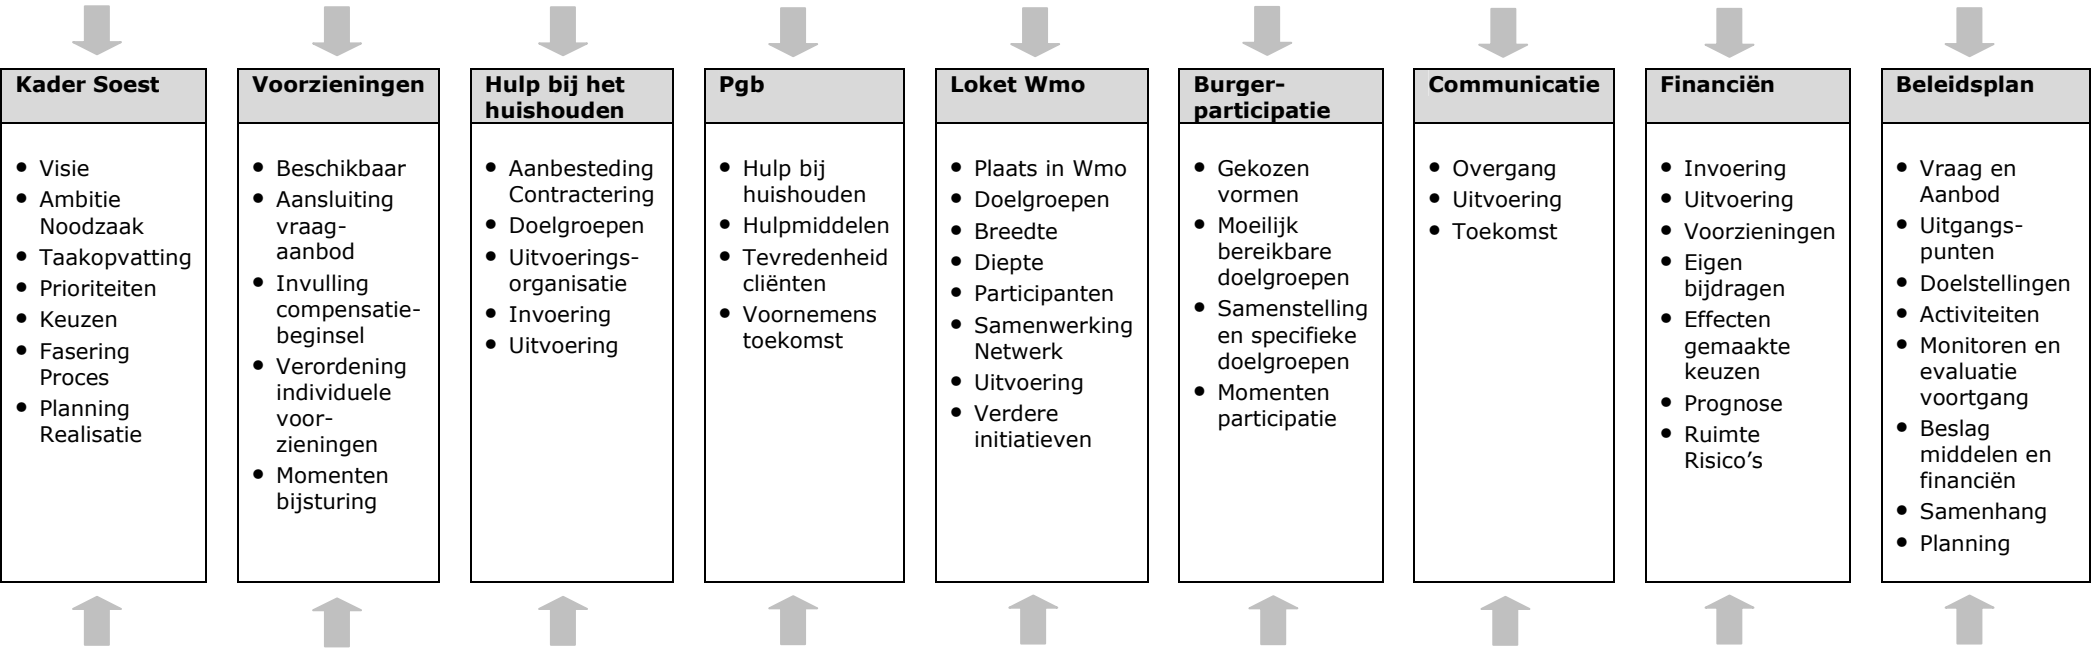 Kader Soest
• Visie
• Ambitie
Noodzaak
• Taakopvatting
• Prioriteiten
• Keuzen
• Fasering
Proces
• Planning
Realisatie
Voorzieningen
• Beschikbaar
• Aansluiting
vraag-
aanbod
• Invulling
compensatie-
beginsel
• Verordening
individuele
voor-
zieningen
• Momenten
bijsturing
Hulp bij het
huishouden
• Aanbesteding
Contractering
• Doelgroepen
• Uitvoerings-
organisatie
• Invoering
• Uitvoering
Pgb
• Hulp bij
huishouden
• Hulpmiddelen
• Tevredenheid
cliënten
• Voornemens
toekomst
Loket Wmo
• Plaats in Wmo
• Doelgroepen
• Breedte
• Diepte
• Participanten
• Samenwerking
Netwerk
• Uitvoering
• Verdere
initiatieven
Burger-
participatie
• Gekozen
vormen
• Moeilijk
bereikbare
doelgroepen
• Samenstelling
en specifieke
doelgroepen
• Momenten
participatie
Communicatie
• Overgang
• Uitvoering
• Toekomst
Financiën
• Invoering
• Uitvoering
• Voorzieningen
• Eigen
bijdragen
• Effecten
gemaakte
keuzen
• Prognose
• Ruimte
Risico’s
Beleidsplan
• Vraag en
Aanbod
• Uitgangs-
punten
• Doelstellingen
• Activiteiten
• Monitoren en
evaluatie
voortgang
• Beslag
middelen en
financiën
• Samenhang
• Planning